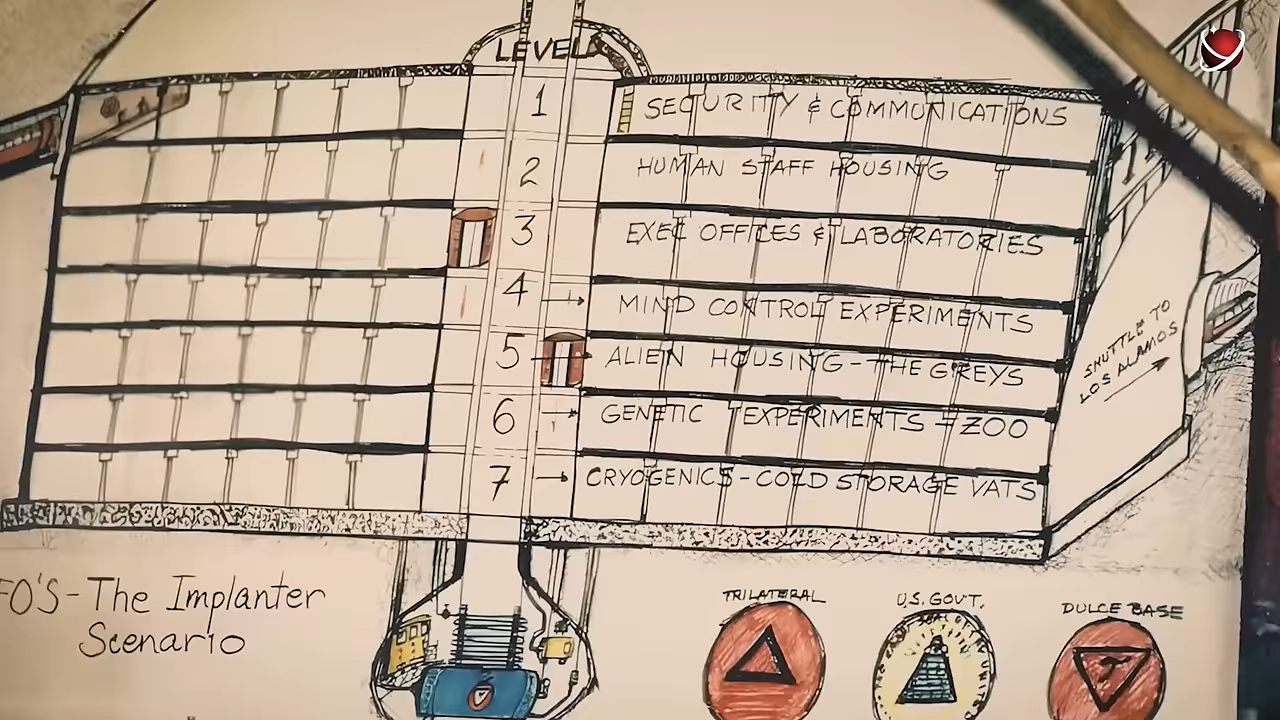 LEVEL
1 SECURITY & COMMUNICATIONS
2 HUMAN STAFF HOUSING
3 EXEC OFFICES & LABORATORIES
4 MIND CONTROL EXPERIMENTS
5 ALIEN HOUSING - THE GREYS
6 GENETIC EXPERIMENTS - ZOO
7 CRYOGENICS - COLD STORAGE VATS
SHUTTLE TO
LOS ALAMOS
FO'S - The Implanter
Scenario
TRILATERAL
U.S. GOVT.
DULCE BASE